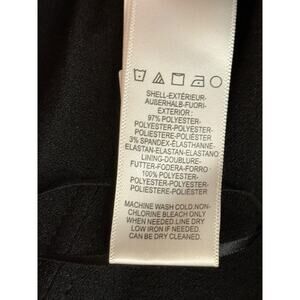 SHELL-EXTÉRIEUR-
AUßERHALB-FUORI-
EXTERIOR :
97% POLYESTER-
POLYESTER-POLYESTER-
POLIESTERE-POLIÉSTER
3% SPANDEX-ÉLASTHANNE-
ELASTAN-ELASTAN-ELASTANO
LINING-DOUBLURE-
FUTTER-FODERA-FORRO :
100% POLYESTER-
POLYESTER-POLYESTER-
POLIESTERE-POLIÉSTER
MACHINE WASH COLD.NON-
CHLORINE BLEACH ONLY
WHEN NEEDED.LINE DRY
LOW IRON IF NEEDED.
CAN BE DRY CLEANED.